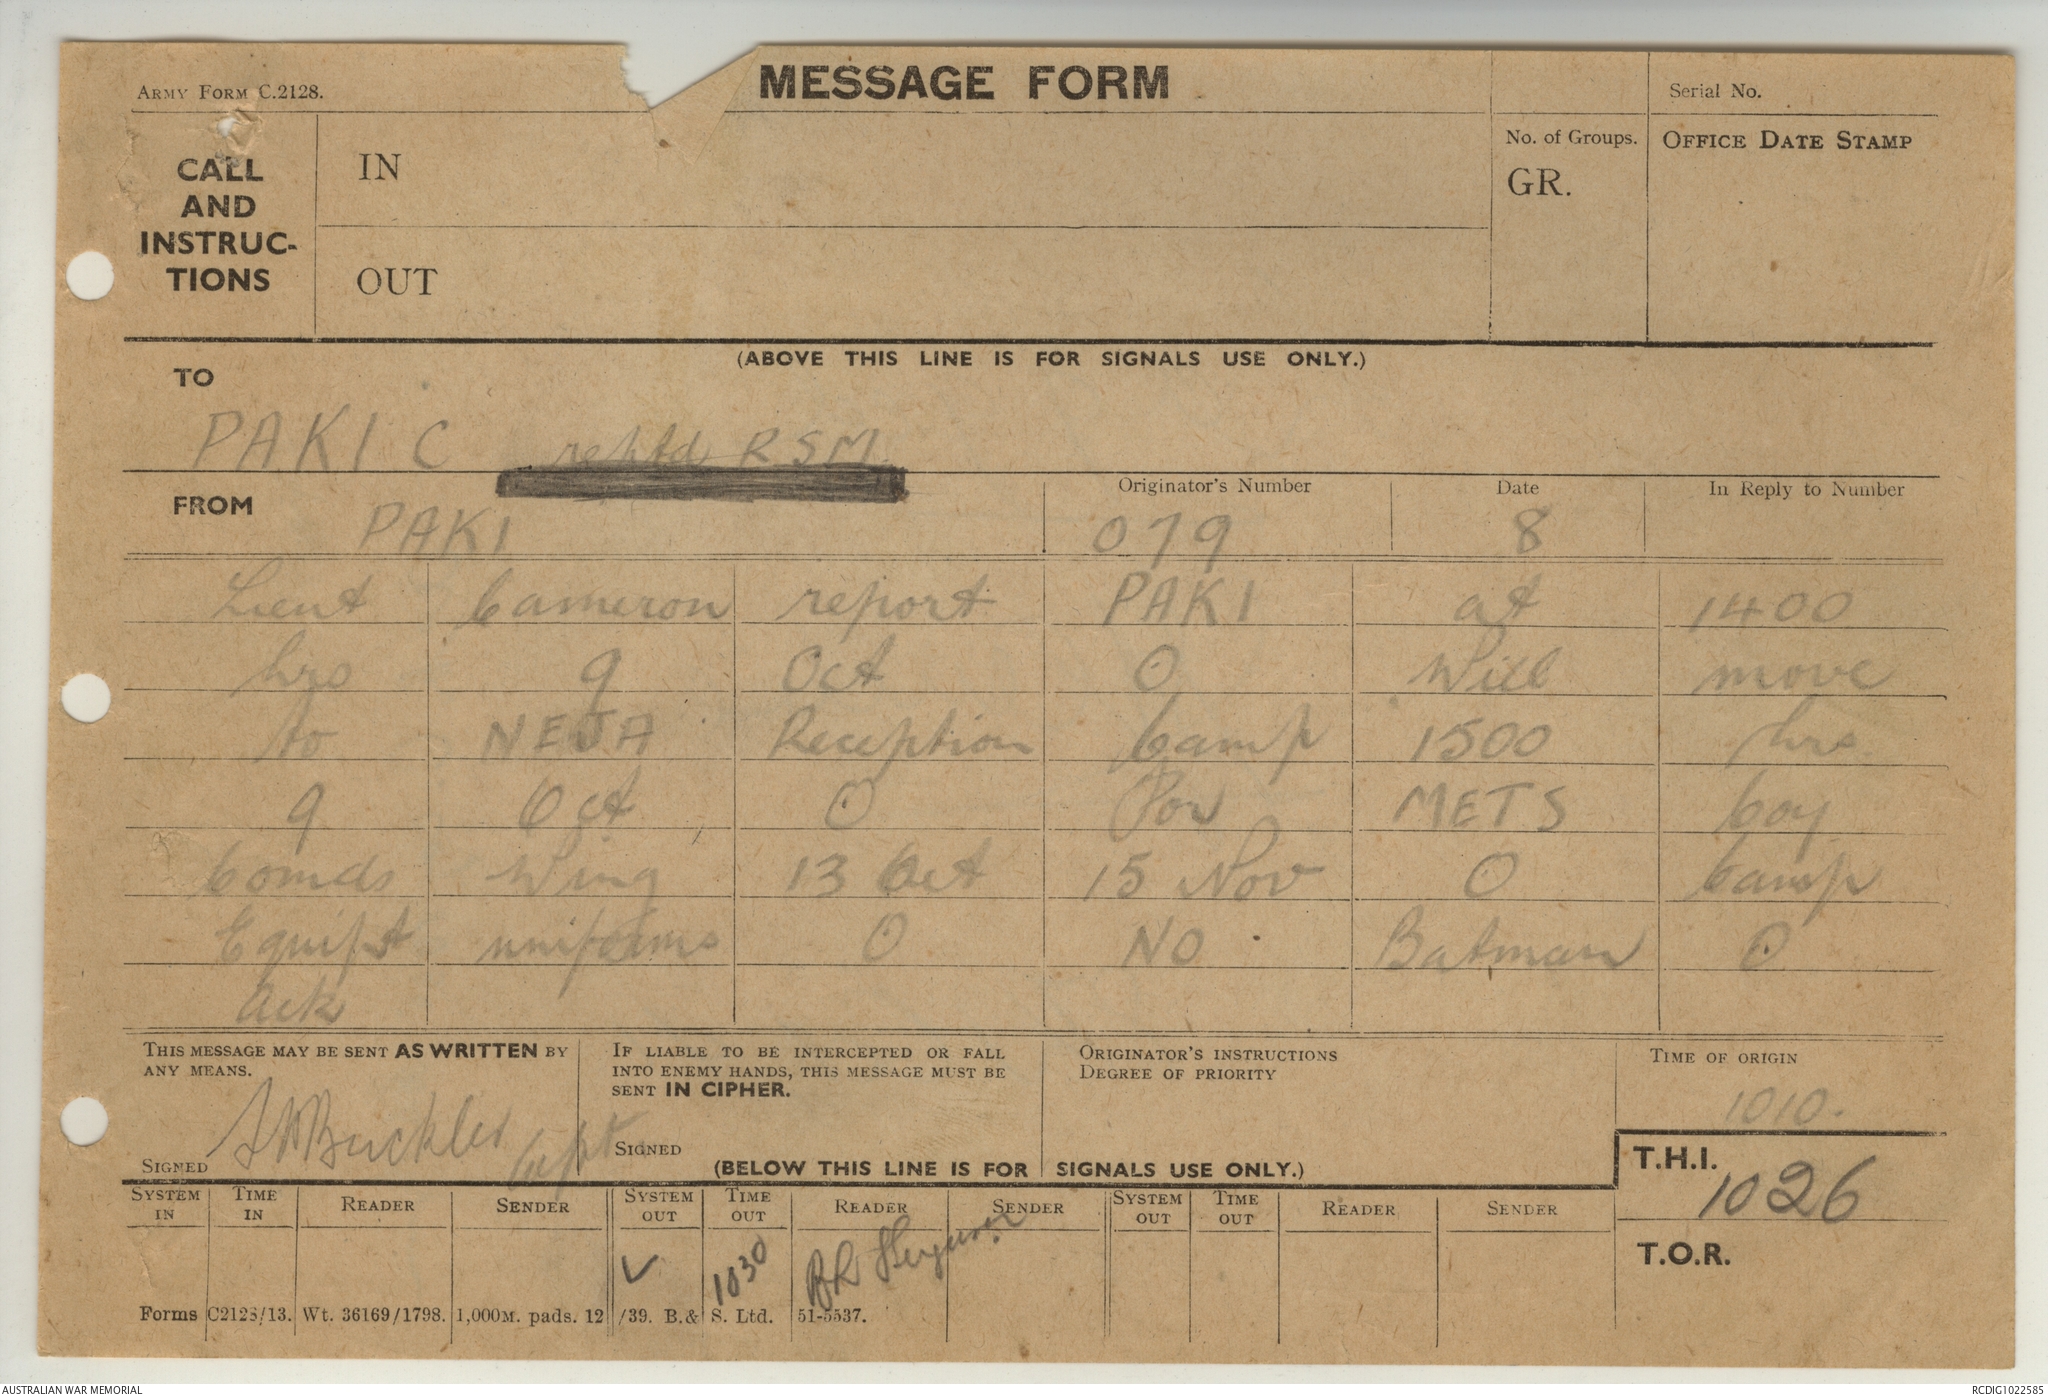 MESSAGE FORM
Army Form C.2128.
Serial No.
CALL AND INSTRUC-TIONS
IN
OUT
No. of Groups.
GR.
Office Date Stamp
(ABOVE THIS LINE IS FOR SIGNALS USE ONLY.)
TO
PAKI C reptd RSM
FROM
PAKI
Originator's Number
079
Date
8
In Reply to Number
Lieut Cameron report PAKI at 1400
hrs 9 Oct O Will move
to NEJA Reception Camp 1500 hrs
9 Oct O For METS Coy
Comds Wing 13 Oct 15 Nov O Camp
Equipt uniforms O NO Batman O
Ack
This message may be sent AS WRITTEN by any means.
If liable to be intercepted or fall into enemy hands, this message must be sent IN CIPHER.
Originator's Instructions
Degree of Priority
Time of Origin
1010.
Signed
Buckler Capt
Signed
(BELOW THIS LINE IS FOR SIGNALS USE ONLY.)
T.H.I.
1026
T.O.R.
System In Time In Reader Sender System Out Time Out Reader Sender System Out Time Out Reader Sender
V 1030 Ferguson
Forms C2128/13. Wt. 36169/1798. 1,000m. pads. 12/39. B.& S. Ltd. 51-5537.
AUSTRALIAN WAR MEMORIAL
RCDIG1022585